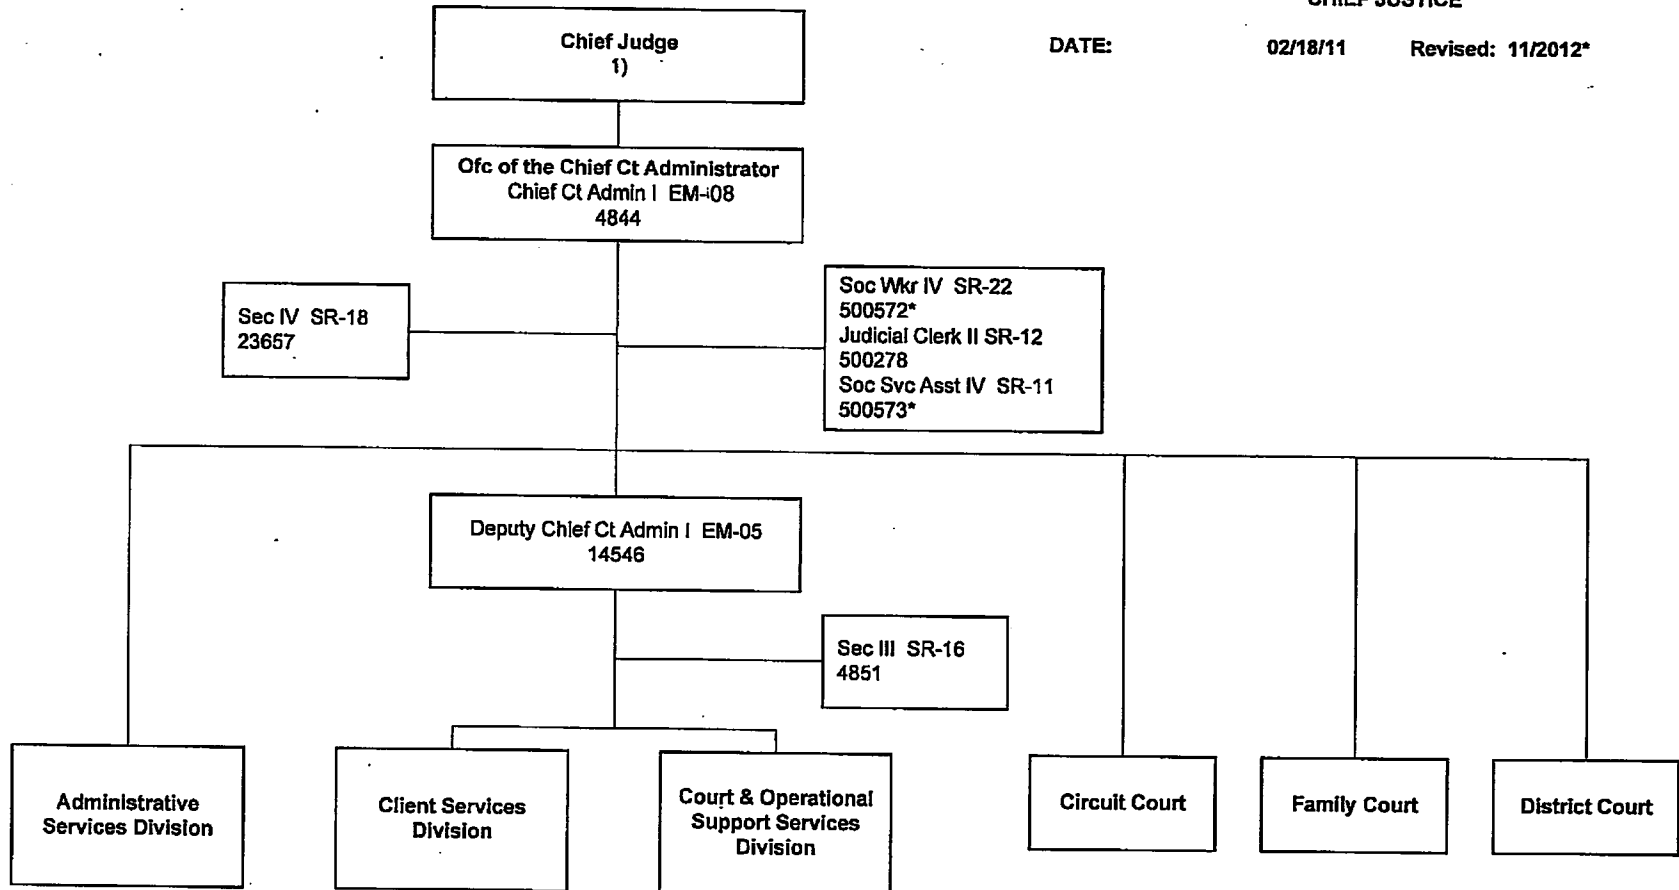 CHIEF JUSTICE
DATE: 02/18/11 Revised: 11/2012*
Chief Judge
1)
Ofc of the Chief Ct Administrator
Chief Ct Admin I EM-08
4844
Sec IV SR-18
23657
Soc Wkr IV SR-22
500572*
Judicial Clerk II SR-12
500278
Soc Svc Asst IV SR-11
500573*
Deputy Chief Ct Admin I EM-05
14546
Sec III SR-16
4851
Administrative
Services Division
Client Services
Division
Court & Operational
Support Services
Division
Circuit Court
Family Court
District Court